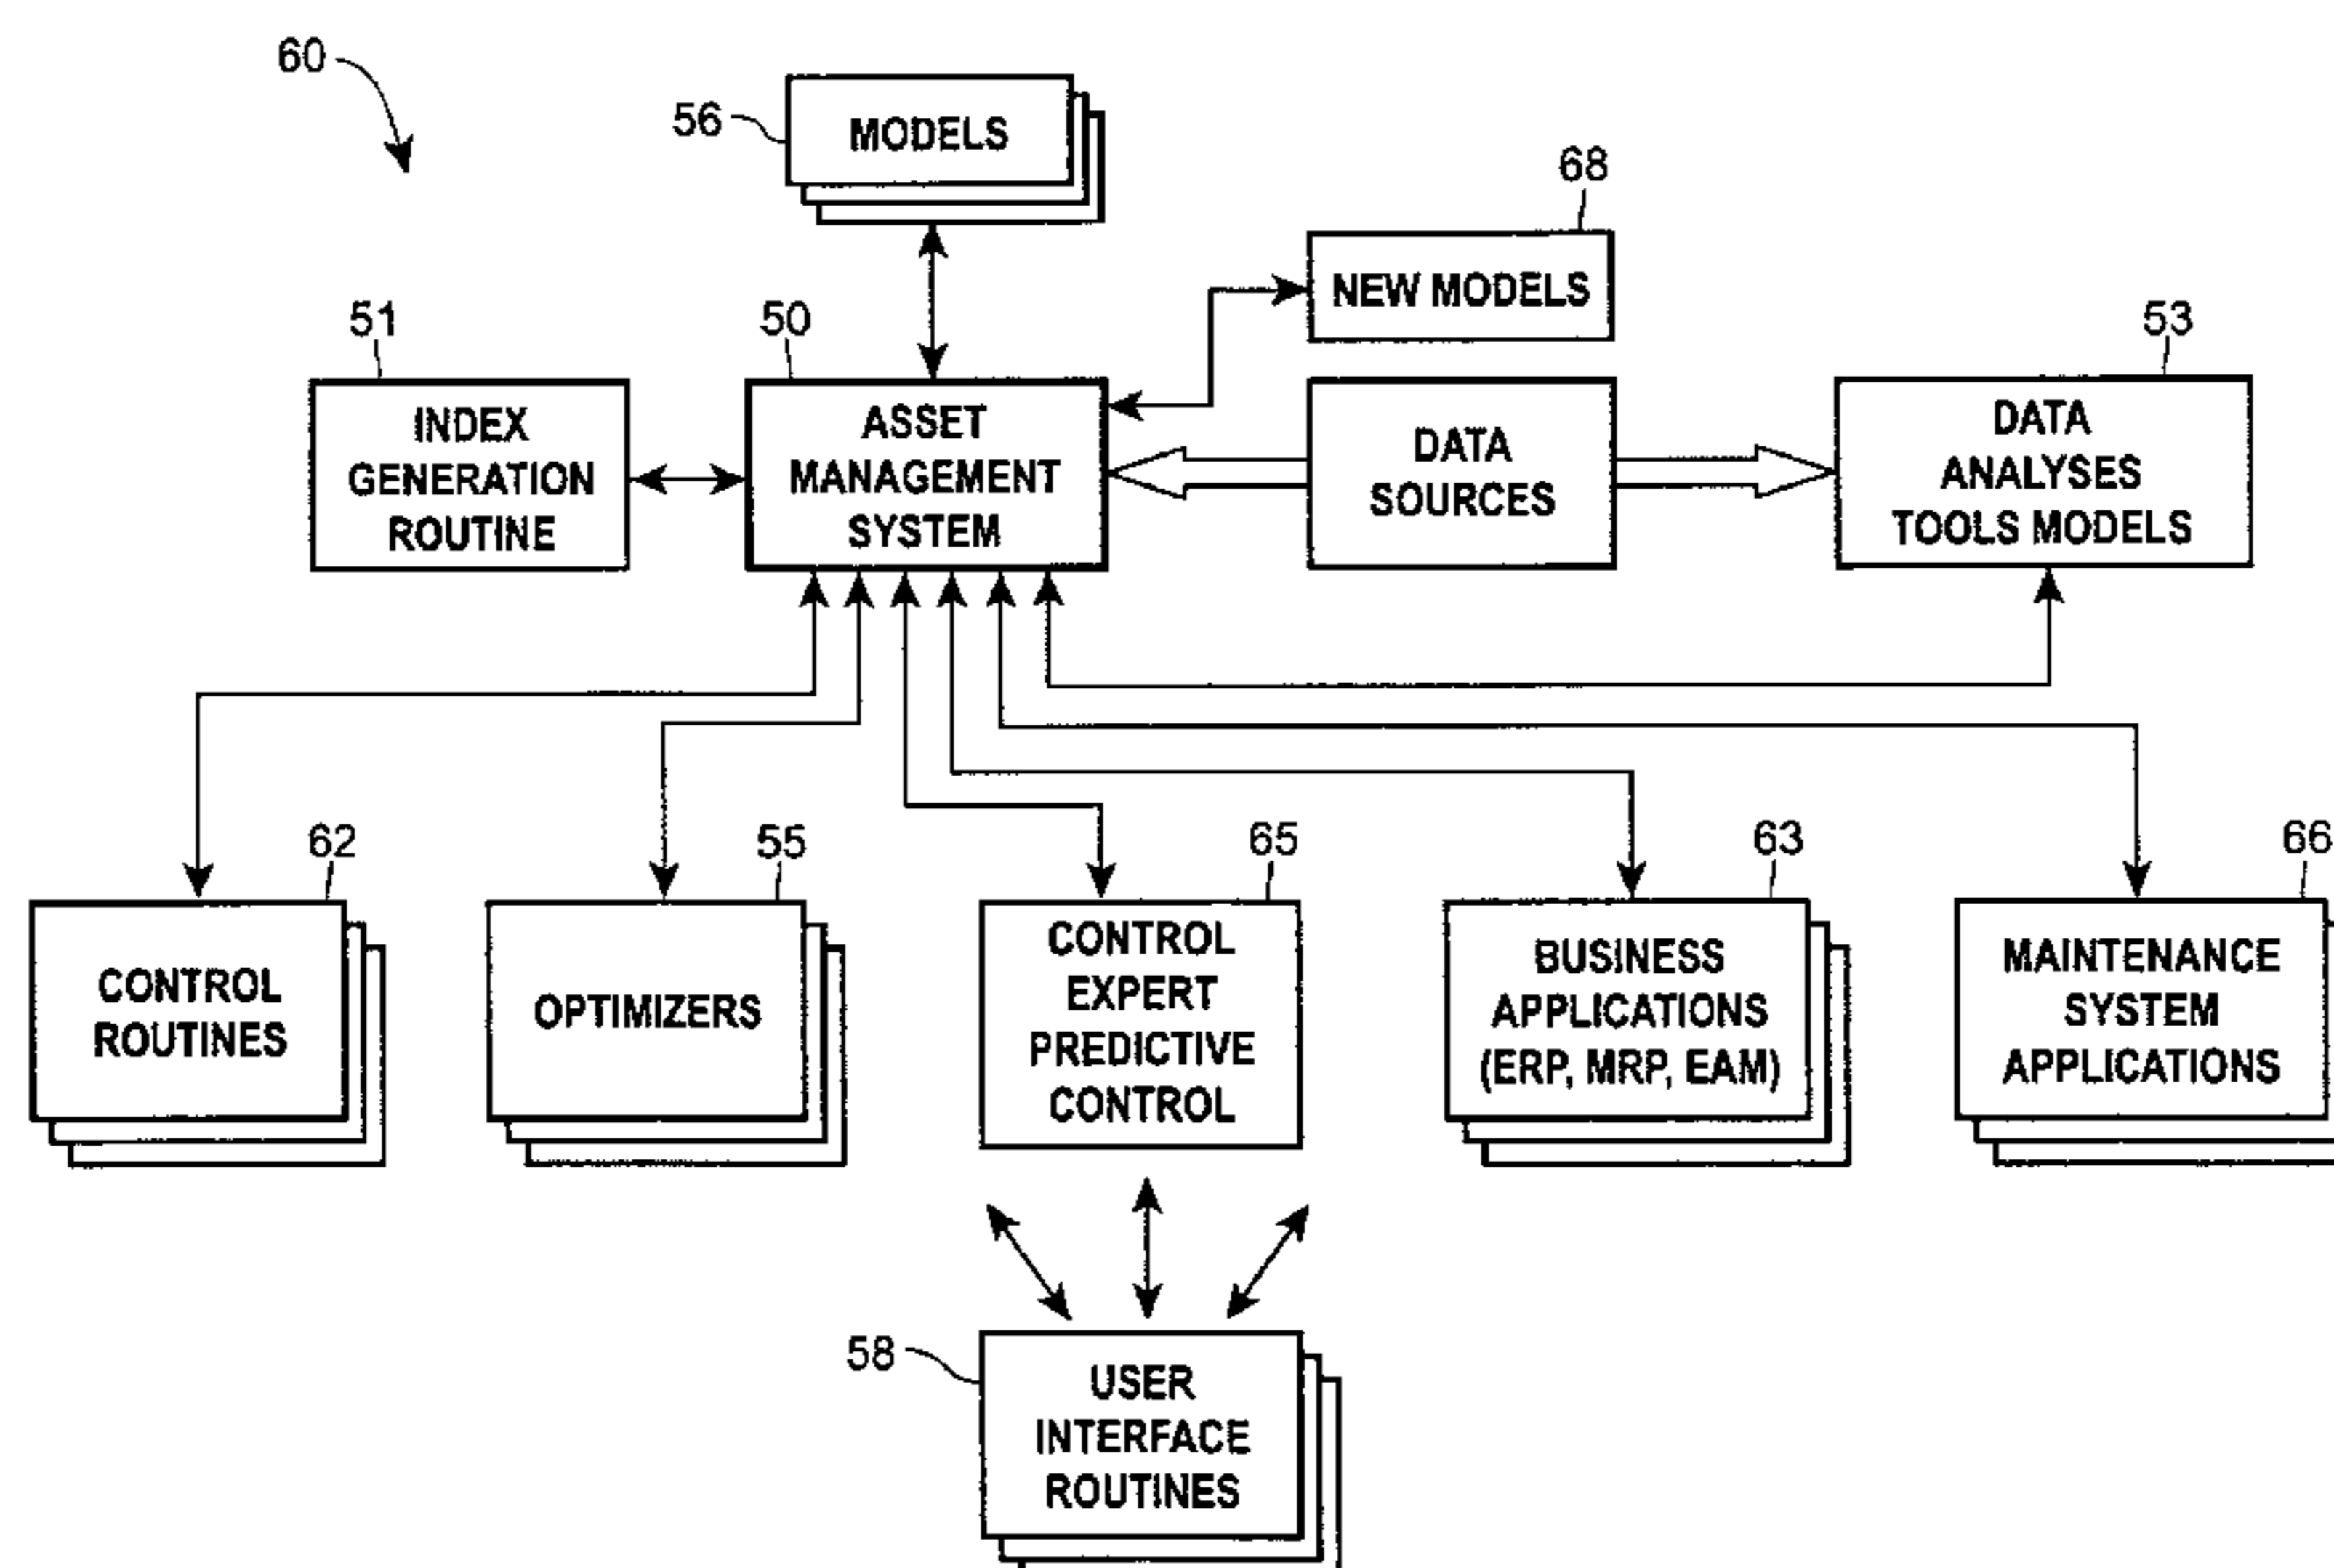 60
56
MODELS
68
NEW MODELS
51
INDEX
GENERATION
ROUTINE
50
ASSET
MANAGEMENT
SYSTEM
DATA
SOURCES
53
DATA
ANALYSES
TOOLS MODELS
62
CONTROL
ROUTINES
55
OPTIMIZERS
65
CONTROL
EXPERT
PREDICTIVE
CONTROL
63
BUSINESS
APPLICATIONS
(ERP, MRP, EAM)
66
MAINTENANCE
SYSTEM
APPLICATIONS
58
USER
INTERFACE
ROUTINES